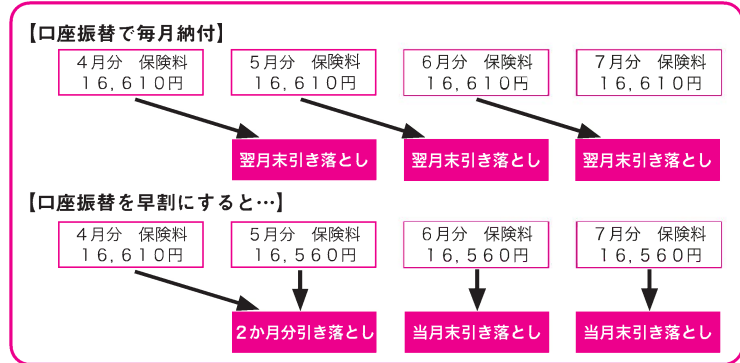 【口座振替で毎月納付】
4月分 保険料
16,610円
5月分 保険料
16,610円
6月分 保険料
16,610円
7月分 保険料
16,610円
翌月末引き落とし
翌月末引き落とし
翌月末引き落とし
【口座振替を早割にすると…】
4月分 保険料
16,610円
5月分 保険料
16,560円
6月分 保険料
16,560円
7月分 保険料
16,560円
2か月分引き落とし
当月末引き落とし
当月末引き落とし